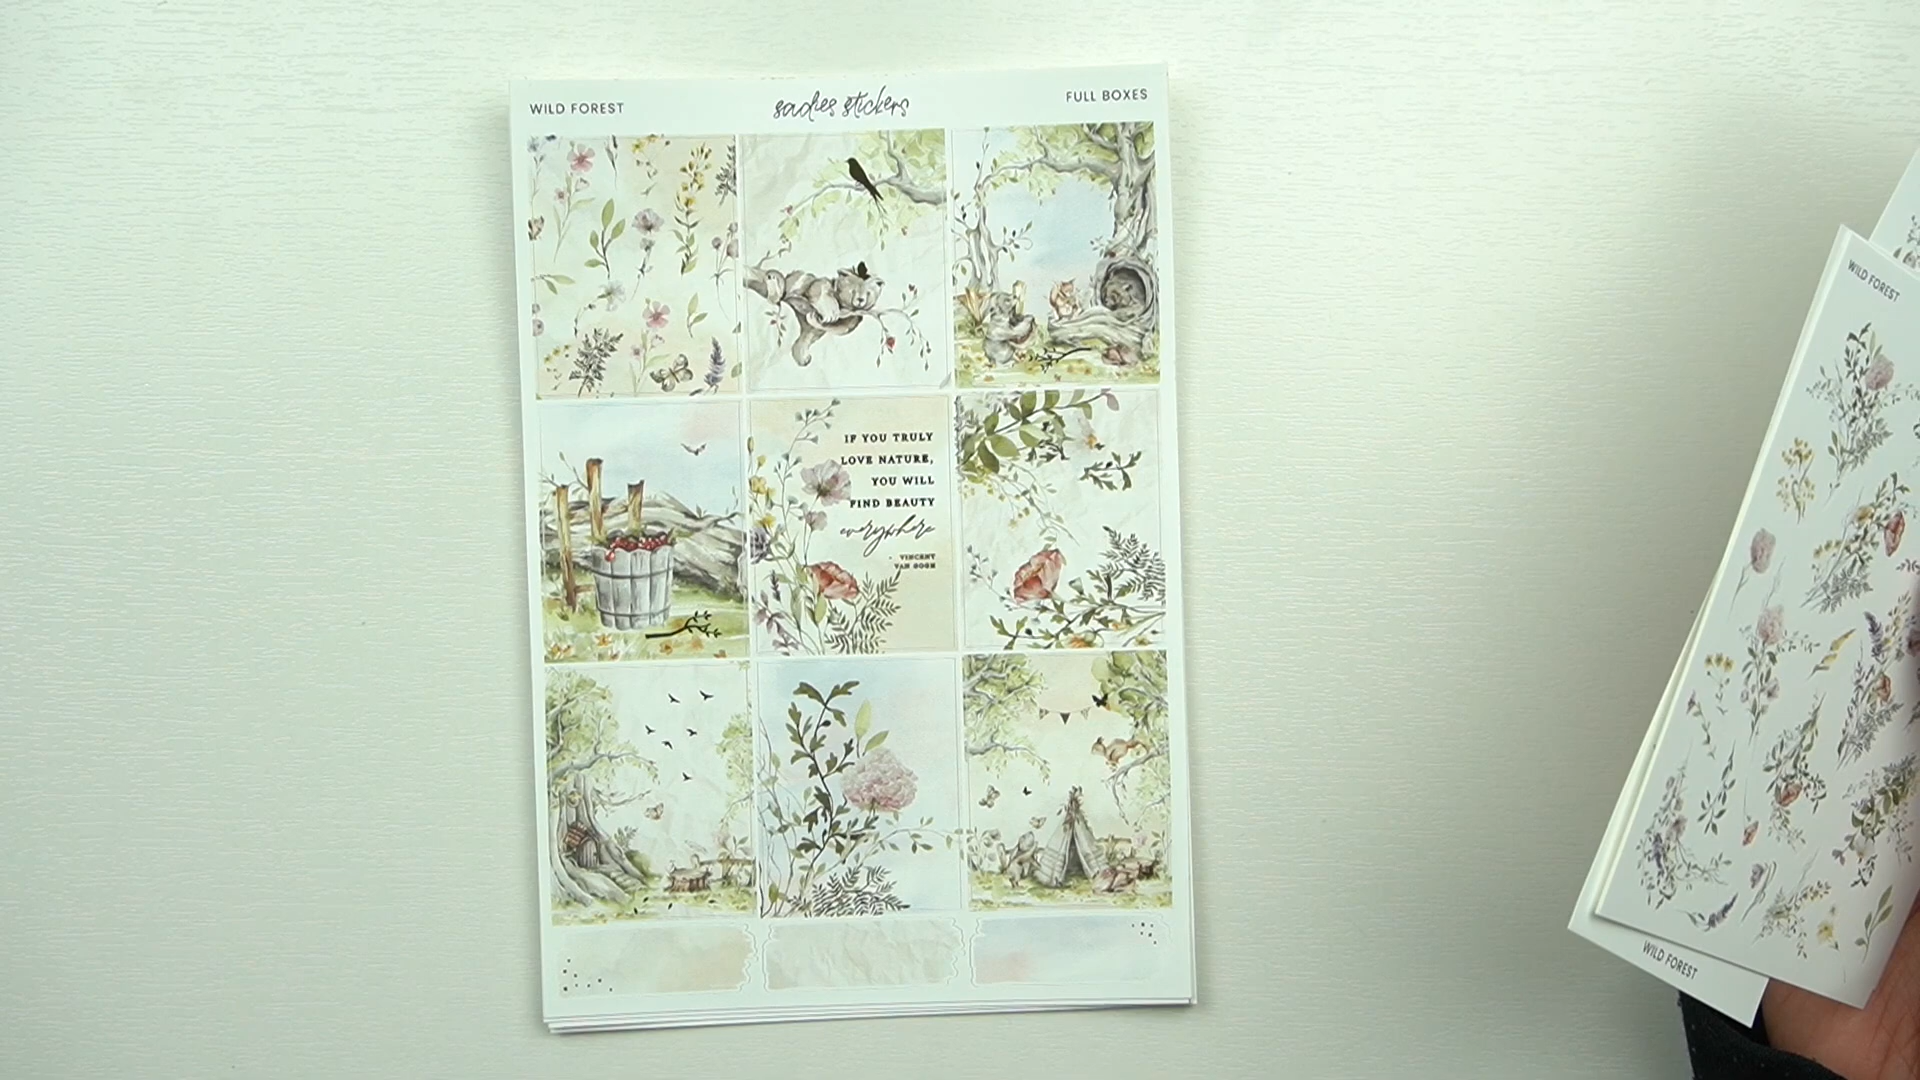 WILD FOREST
sadies stickers
FULL BOXES
IF YOU TRULY
LOVE NATURE,
YOU WILL
FIND BEAUTY
everywhere
- VINCENT
VAN GOGH
WILD FOREST
WILD FOREST